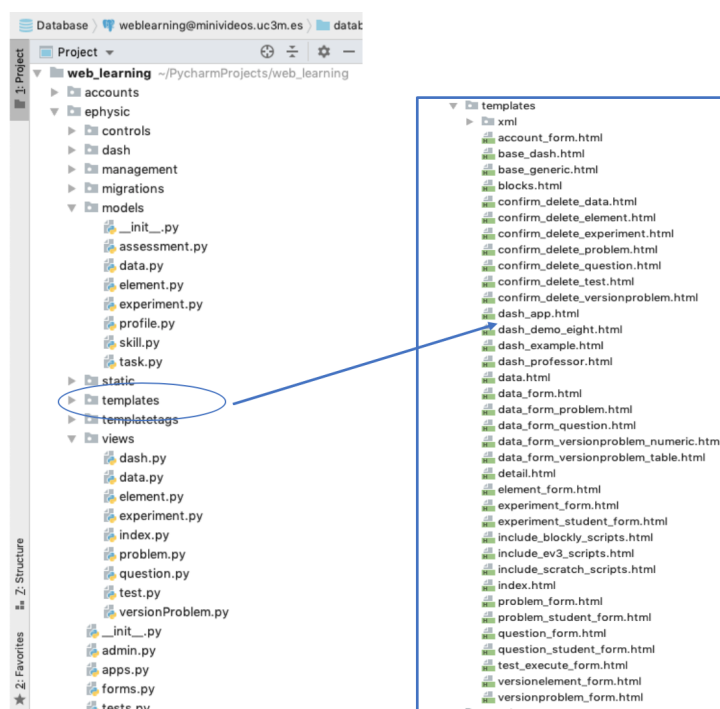 Database weblearning@minivideos.uc3m.es datab
1: Project
Project
web_learning ~/PycharmProjects/web_learning
accounts
ephysic
controls
dash
management
migrations
models
__init__.py
assessment.py
data.py
element.py
experiment.py
profile.py
skill.py
task.py
static
templates
templatetags
views
dash.py
data.py
element.py
experiment.py
index.py
problem.py
question.py
test.py
versionProblem.py
__init__.py
admin.py
apps.py
forms.py
tests.py
Z: Structure
2: Favorites
templates
xml
account_form.html
base_dash.html
base_generic.html
blocks.html
confirm_delete_data.html
confirm_delete_element.html
confirm_delete_experiment.html
confirm_delete_problem.html
confirm_delete_question.html
confirm_delete_test.html
confirm_delete_versionproblem.html
dash_app.html
dash_demo_eight.html
dash_example.html
dash_professor.html
data.html
data_form.html
data_form_problem.html
data_form_question.html
data_form_versionproblem_numeric.htm
data_form_versionproblem_table.html
detail.html
element_form.html
experiment_form.html
experiment_student_form.html
include_blockly_scripts.html
include_ev3_scripts.html
include_scratch_scripts.html
index.html
problem_form.html
problem_student_form.html
question_form.html
question_student_form.html
test_execute_form.html
versionelement_form.html
versionproblem_form.html